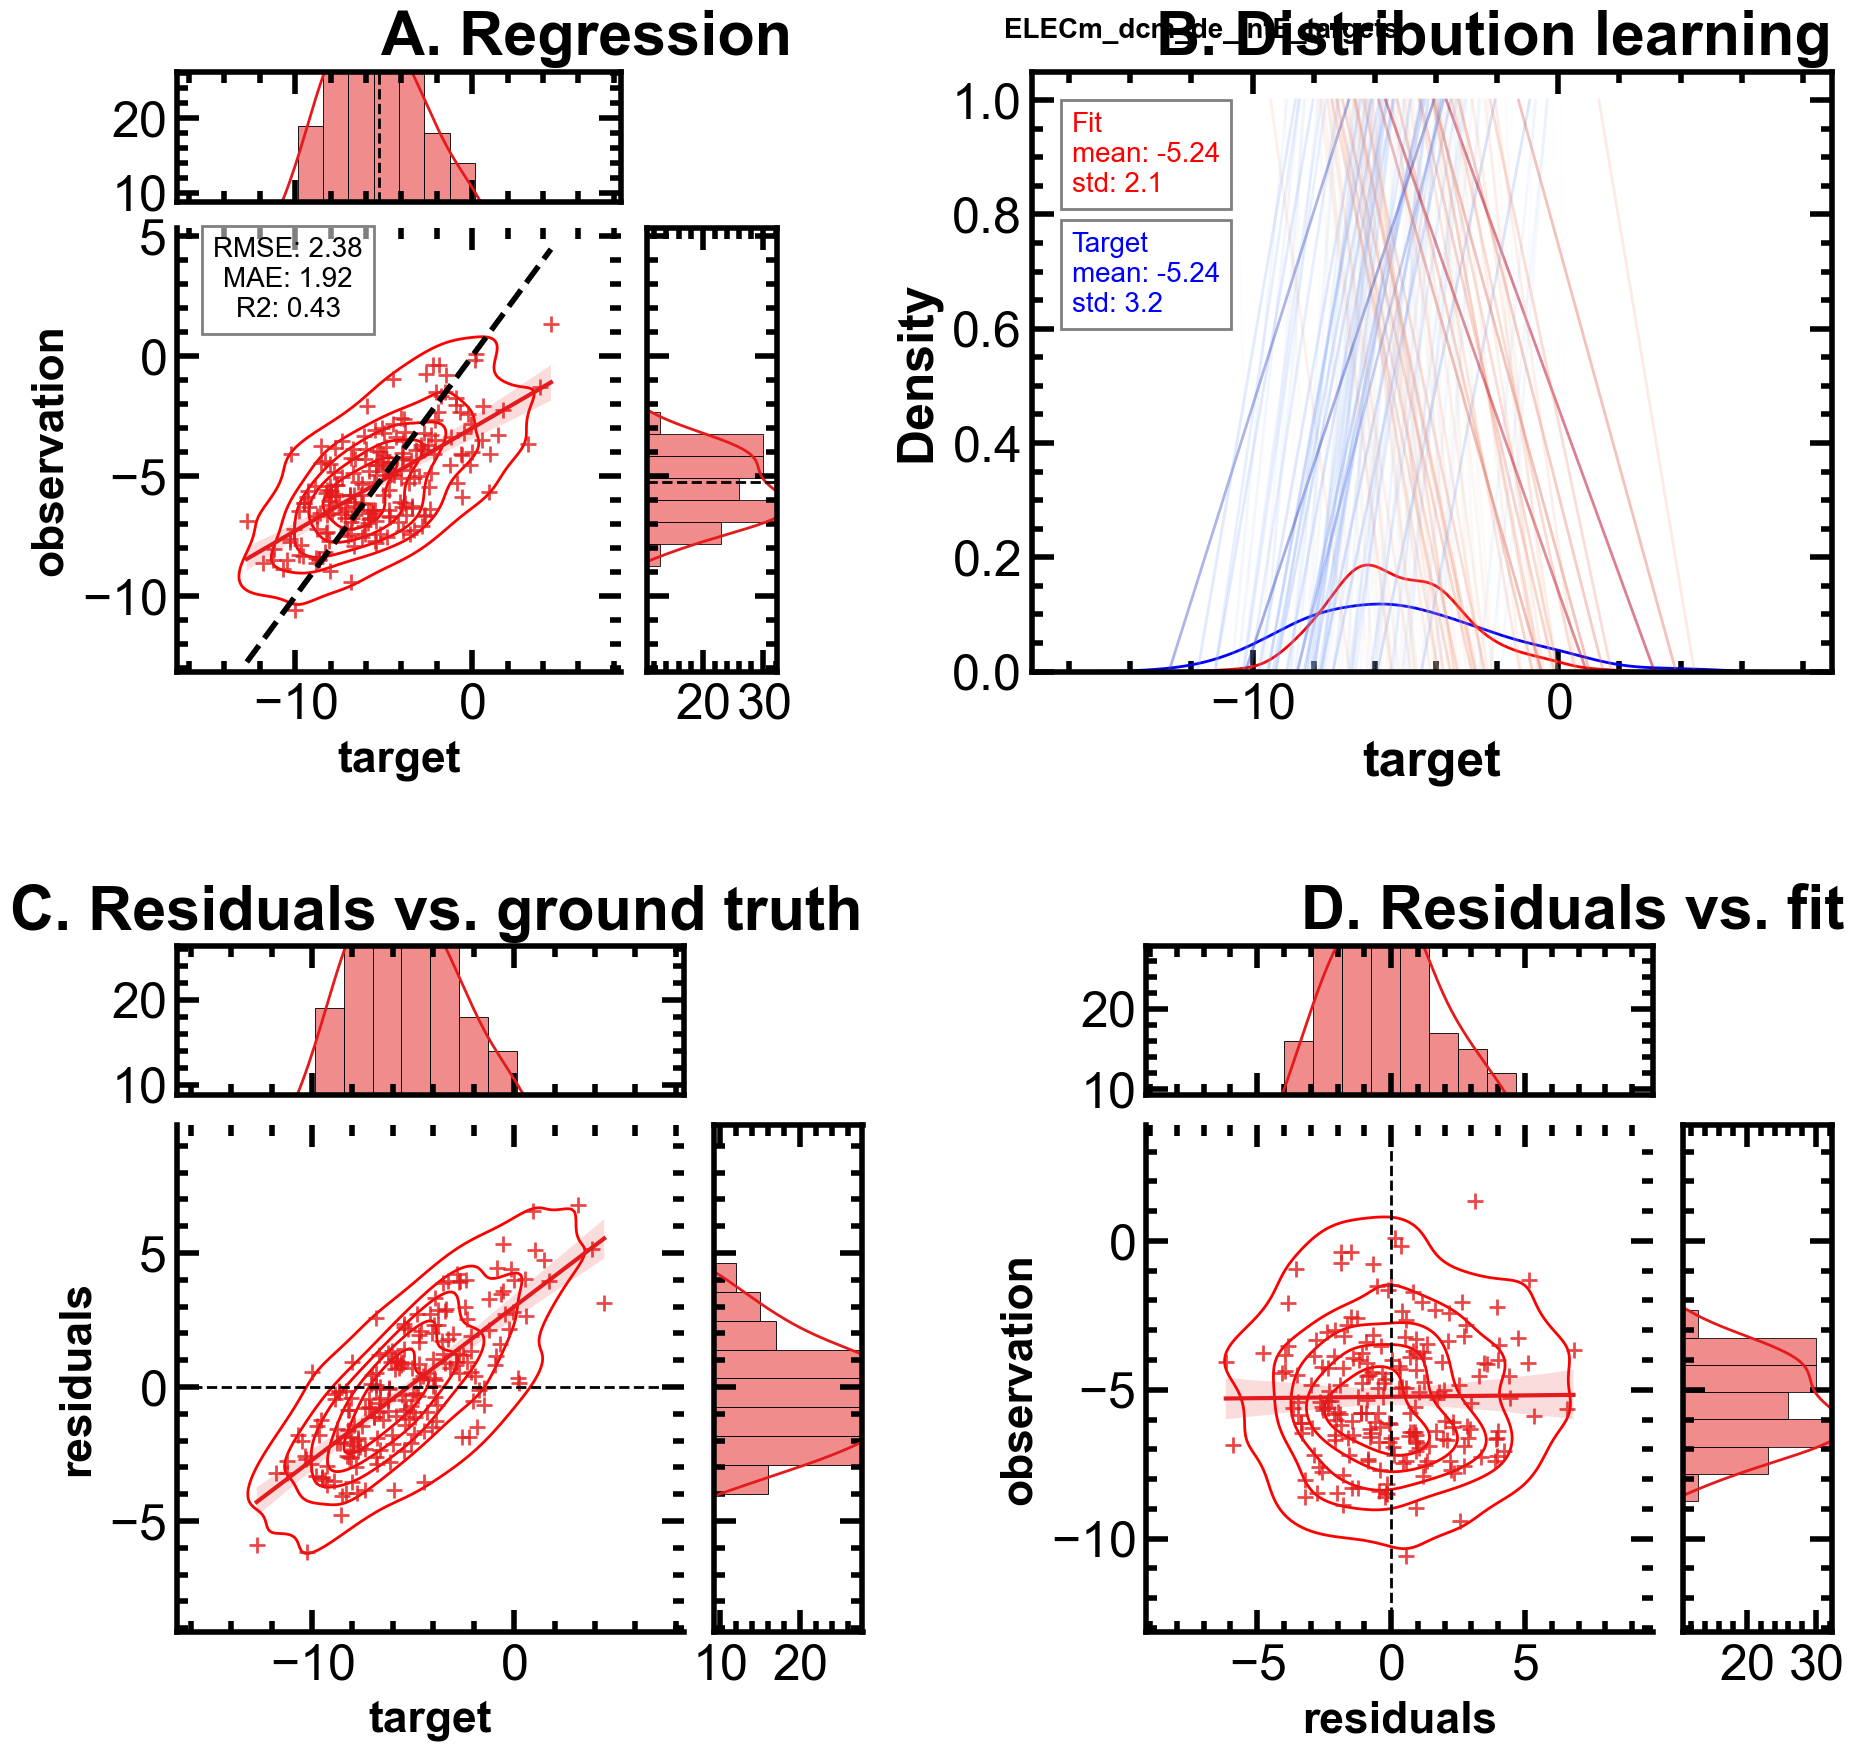 A. Regression
ELECm_dcm_de_
_targets
B. Distribution learning
20
10
5
0
−5
−10
observation
RMSE: 2.38
MAE: 1.92
R2: 0.43
−10
0
target
20
30
1.0
0.8
0.6
0.4
0.2
0.0
Density
Fit
mean: -5.24
std: 2.1
Target
mean: -5.24
std: 3.2
−10
0
target
C. Residuals vs. ground truth
20
10
5
0
−5
residuals
−10
0
target
10
20
D. Residuals vs. fit
20
10
0
−5
−10
observation
−5
0
5
residuals
20
30